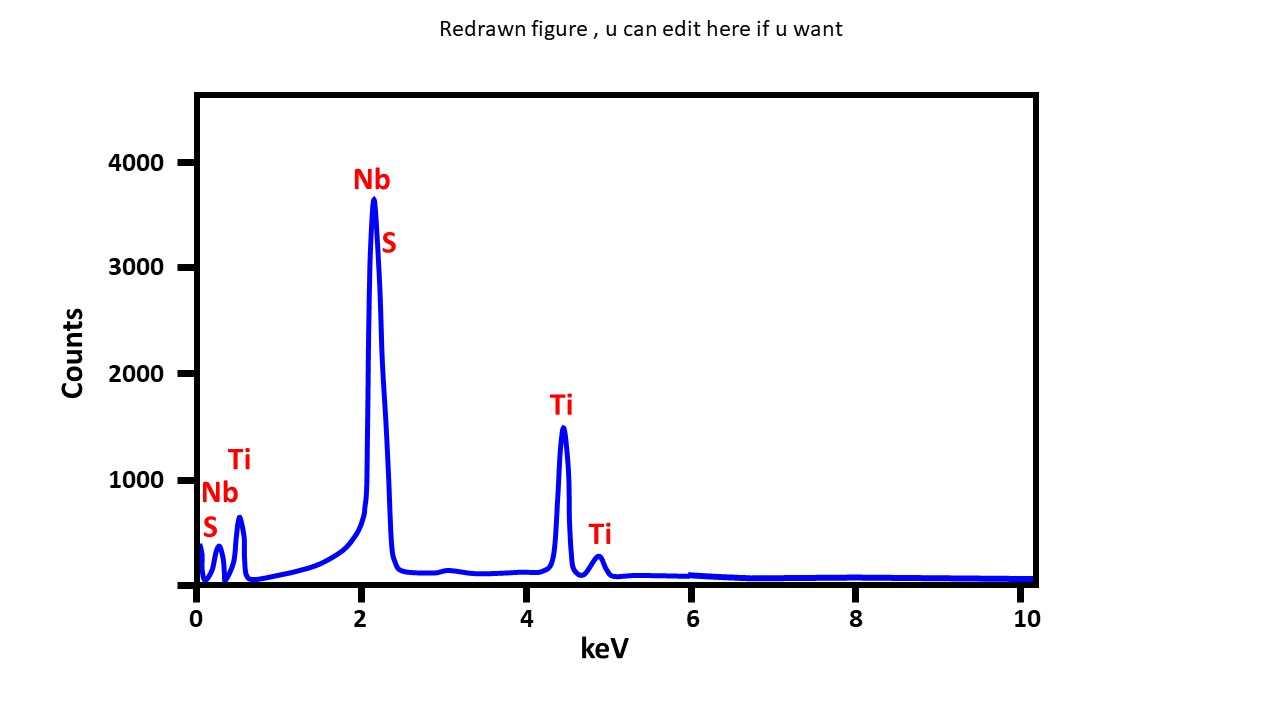 Redrawn figure , u can edit here if u want
4000
Nb
S
3000
Counts
2000
Ti
Ti
1000
Nb
S
Ti
0 2 4 6 8 10
keV